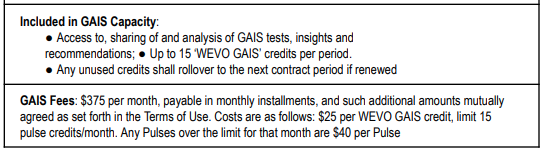 Included in GAIS Capacity:
● Access to, sharing of and analysis of GAIS tests, insights and
recommendations; ● Up to 15 ‘WEVO GAIS’ credits per period.
● Any unused credits shall rollover to the next contract period if renewed
GAIS Fees: $375 per month, payable in monthly installments, and such additional amounts mutually
agreed as set forth in the Terms of Use. Costs are as follows: $25 per WEVO GAIS credit, limit 15
pulse credits/month. Any Pulses over the limit for that month are $40 per Pulse